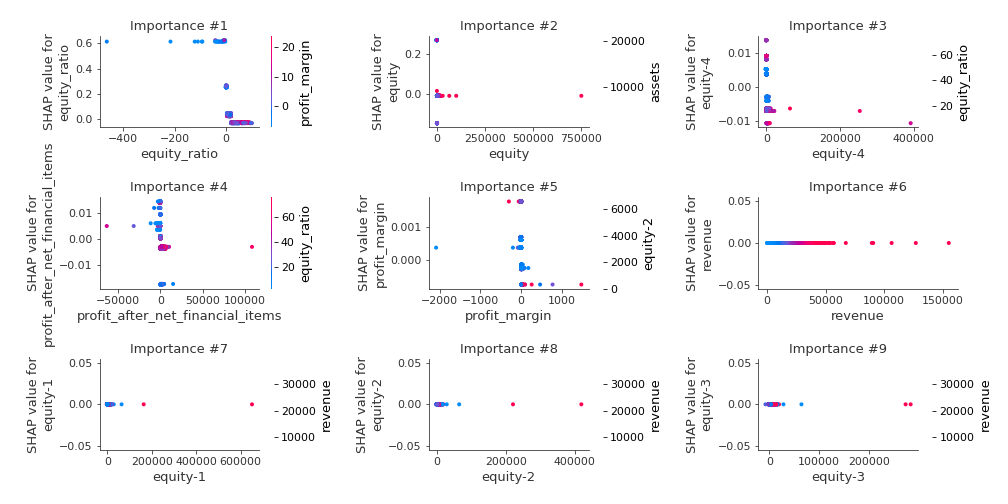 Importance #1
SHAP value for
equity_ratio
0.6
0.4
0.2
0.0
−400
−200
0
equity_ratio
20
10
0
profit_margin
Importance #2
SHAP value for
equity
0.2
0.0
0
250000
500000
750000
equity
20000
10000
assets
Importance #3
SHAP value for
equity-4
0.01
0.00
−0.01
0
200000
400000
equity-4
60
40
20
equity_ratio
Importance #4
SHAP value for
profit_after_net_financial_items
0.01
0.00
−0.01
−50000
0
50000
100000
profit_after_net_financial_items
60
40
20
equity_ratio
Importance #5
SHAP value for
profit_margin
0.001
0.000
−2000
−1000
0
1000
profit_margin
6000
4000
2000
0
equity-2
Importance #6
SHAP value for
revenue
0.05
0.00
−0.05
0
50000
100000
150000
revenue
Importance #7
SHAP value for
equity-1
0.05
0.00
−0.05
0
200000
400000
600000
equity-1
30000
20000
10000
revenue
Importance #8
SHAP value for
equity-2
0.05
0.00
−0.05
0
200000
400000
equity-2
30000
20000
10000
revenue
Importance #9
SHAP value for
equity-3
0.05
0.00
−0.05
0
100000
200000
equity-3
30000
20000
10000
revenue